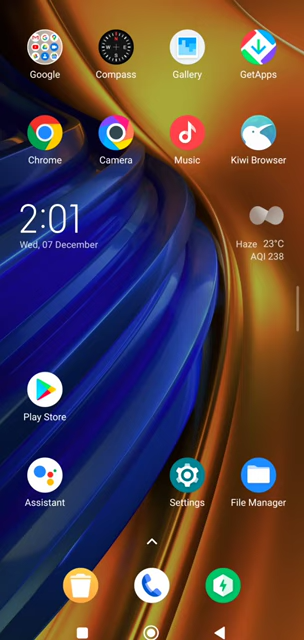 Google
Compass
Gallery
GetApps
Chrome
Camera
Music
Kiwi Browser
2:01
Wed, 07 December
Haze 23°C
AQI 238
Play Store
Assistant
Settings
File Manager